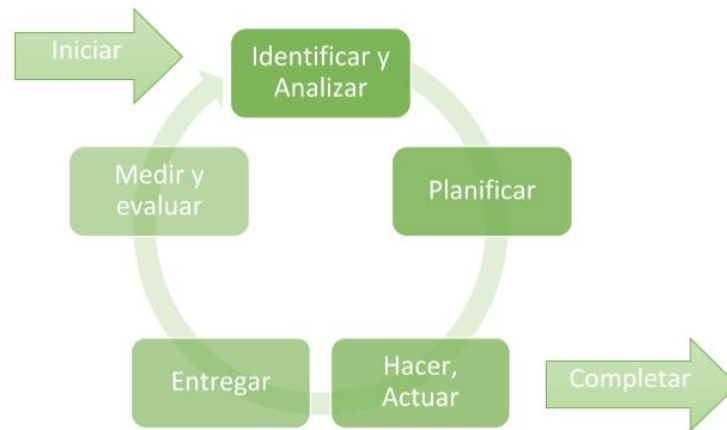 Iniciar
Identificar y
Analizar
Medir y
evaluar
Planificar
Entregar
Hacer,
Actuar
Completar